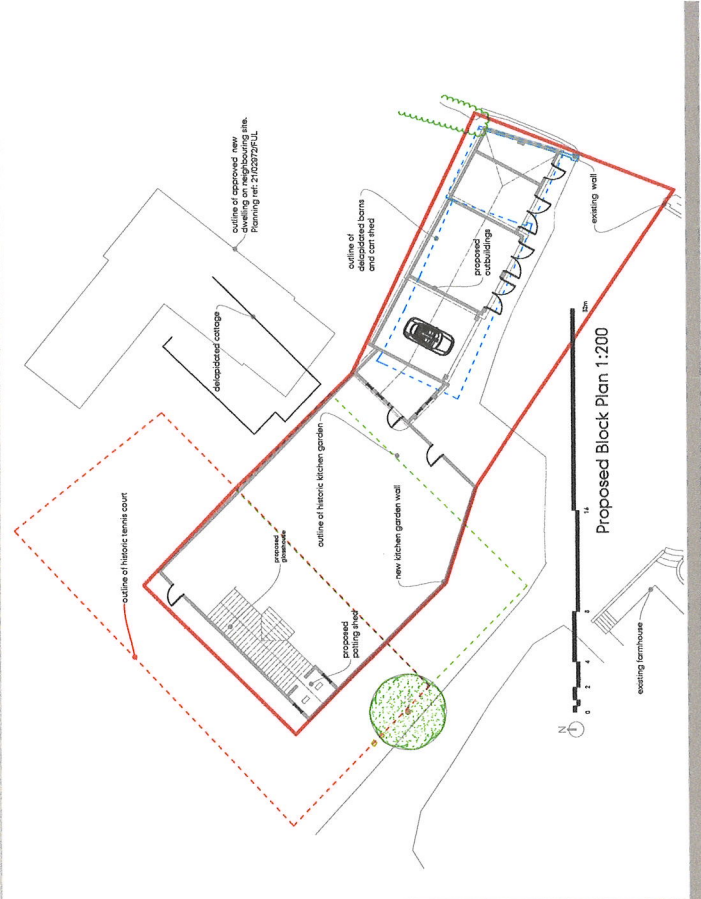 outline of approved new
dwelling on neighbouring site.
Planning ref: 21/02972/FUL
delapidated cottage
outline of
delapidated barns
and cart shed
proposed
outbuildings
existing wall
outline of historic tennis court
outline of historic kitchen garden
proposed
glasshouse
new kitchen garden wall
proposed
potting shed
existing farmhouse
N
0 2 4 8 16 32m
Proposed Block Plan 1:200